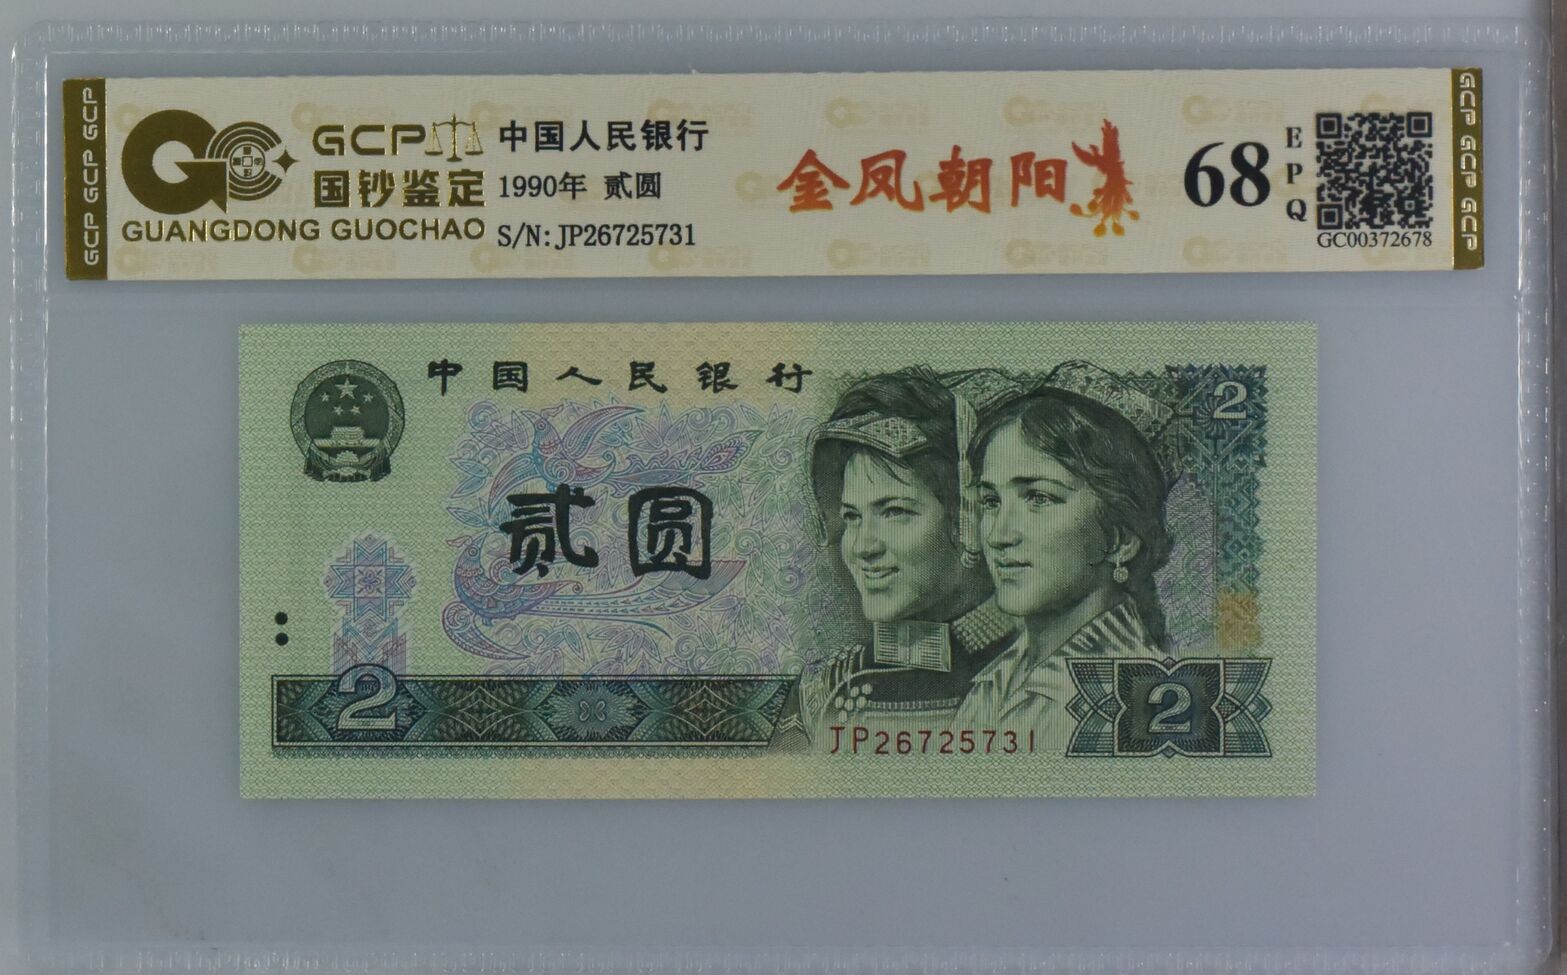 GCP GCP GCP
GCP
国钞鉴定
GUANGDONG GUOCHAO
中国人民银行
1990年 贰圆
S/N: JP26725731
金凤朝阳
68
EPQ
GC00372678
GCP GCP GCP
中国人民银行
2
贰圆
2
JP26725731
2